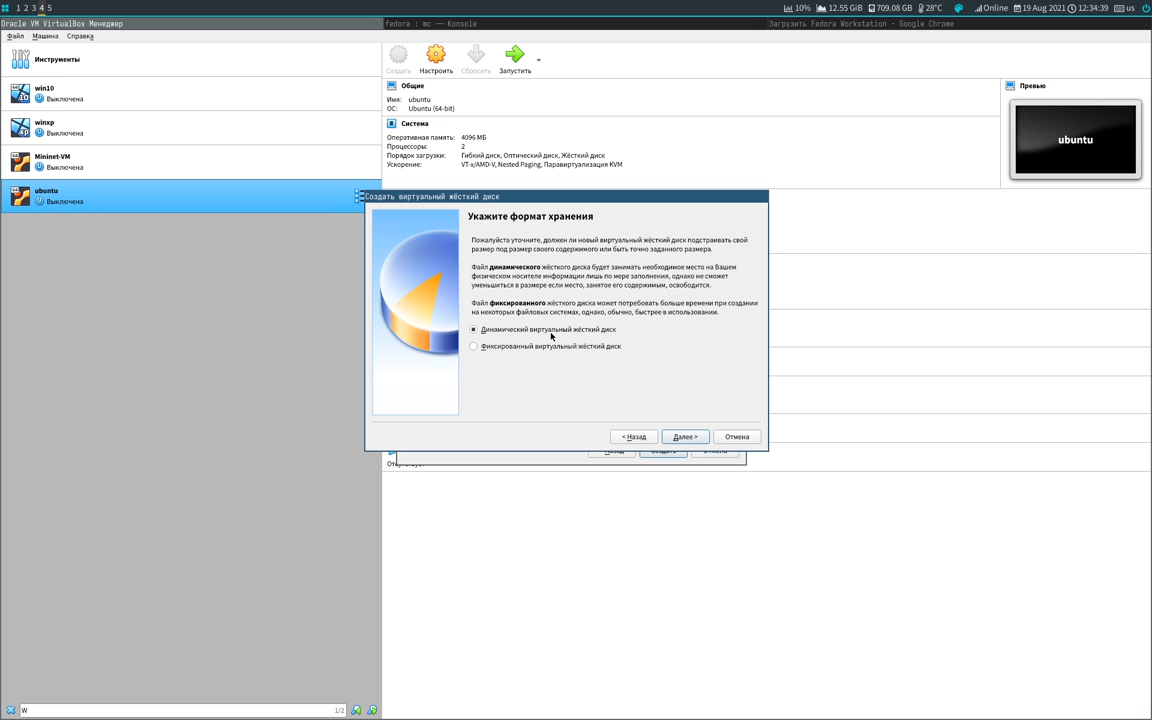 1 2 3 4 5
10% 12.55 GiB 709.08 GB 28°C Online 19 Aug 2021 12:34:39 us
Oracle VM VirtualBox Менеджер
fedora : mc — Konsole
Загрузить Fedora Workstation - Google Chrome
Файл Машина Справка
Инструменты
win10
Выключена
winxp
Выключена
Mininet-VM
Выключена
ubuntu
Выключена
W
1/2
Создать Настроить Сбросить Запустить
Общие
Имя: ubuntu
ОС: Ubuntu (64-bit)
Система
Оперативная память: 4096 МБ
Процессоры: 2
Порядок загрузки: Гибкий диск, Оптический диск, Жёсткий диск
Ускорение: VT-x/AMD-V, Nested Paging, Паравиртуализация KVM
Превью
ubuntu
Создать виртуальный жёсткий диск
Укажите формат хранения
Пожалуйста уточните, должен ли новый виртуальный жёсткий диск подстраивать свой
размер под размер своего содержимого или быть точно заданного размера.
Файл динамического жёсткого диска будет занимать необходимое место на Вашем
физическом носителе информации лишь по мере заполнения, однако не сможет
уменьшиться в размере если место, занятое его содержимым, освободится.
Файл фиксированного жёсткого диска может потребовать больше времени при создании
на некоторых файловых системах, однако, обычно, быстрее в использовании.
Динамический виртуальный жёсткий диск
Фиксированный виртуальный жёсткий диск
< Назад Далее > Отмена